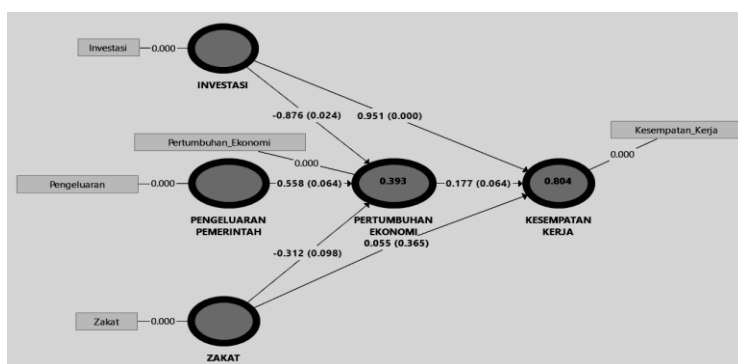 Investasi
0.000
INVESTASI
-0.876 (0.024)
0.951 (0.000)
Pertumbuhan_Ekonomi
0.000
Kesempatan_Kerja
0.000
Pengeluaran
0.000
0.558 (0.064)
0.393
0.177 (0.064)
0.804
PENGELUARAN
PEMERINTAH
PERTUMBUHAN
EKONOMI
KESEMPATAN
KERJA
0.055 (0.365)
-0.312 (0.098)
Zakat
0.000
ZAKAT